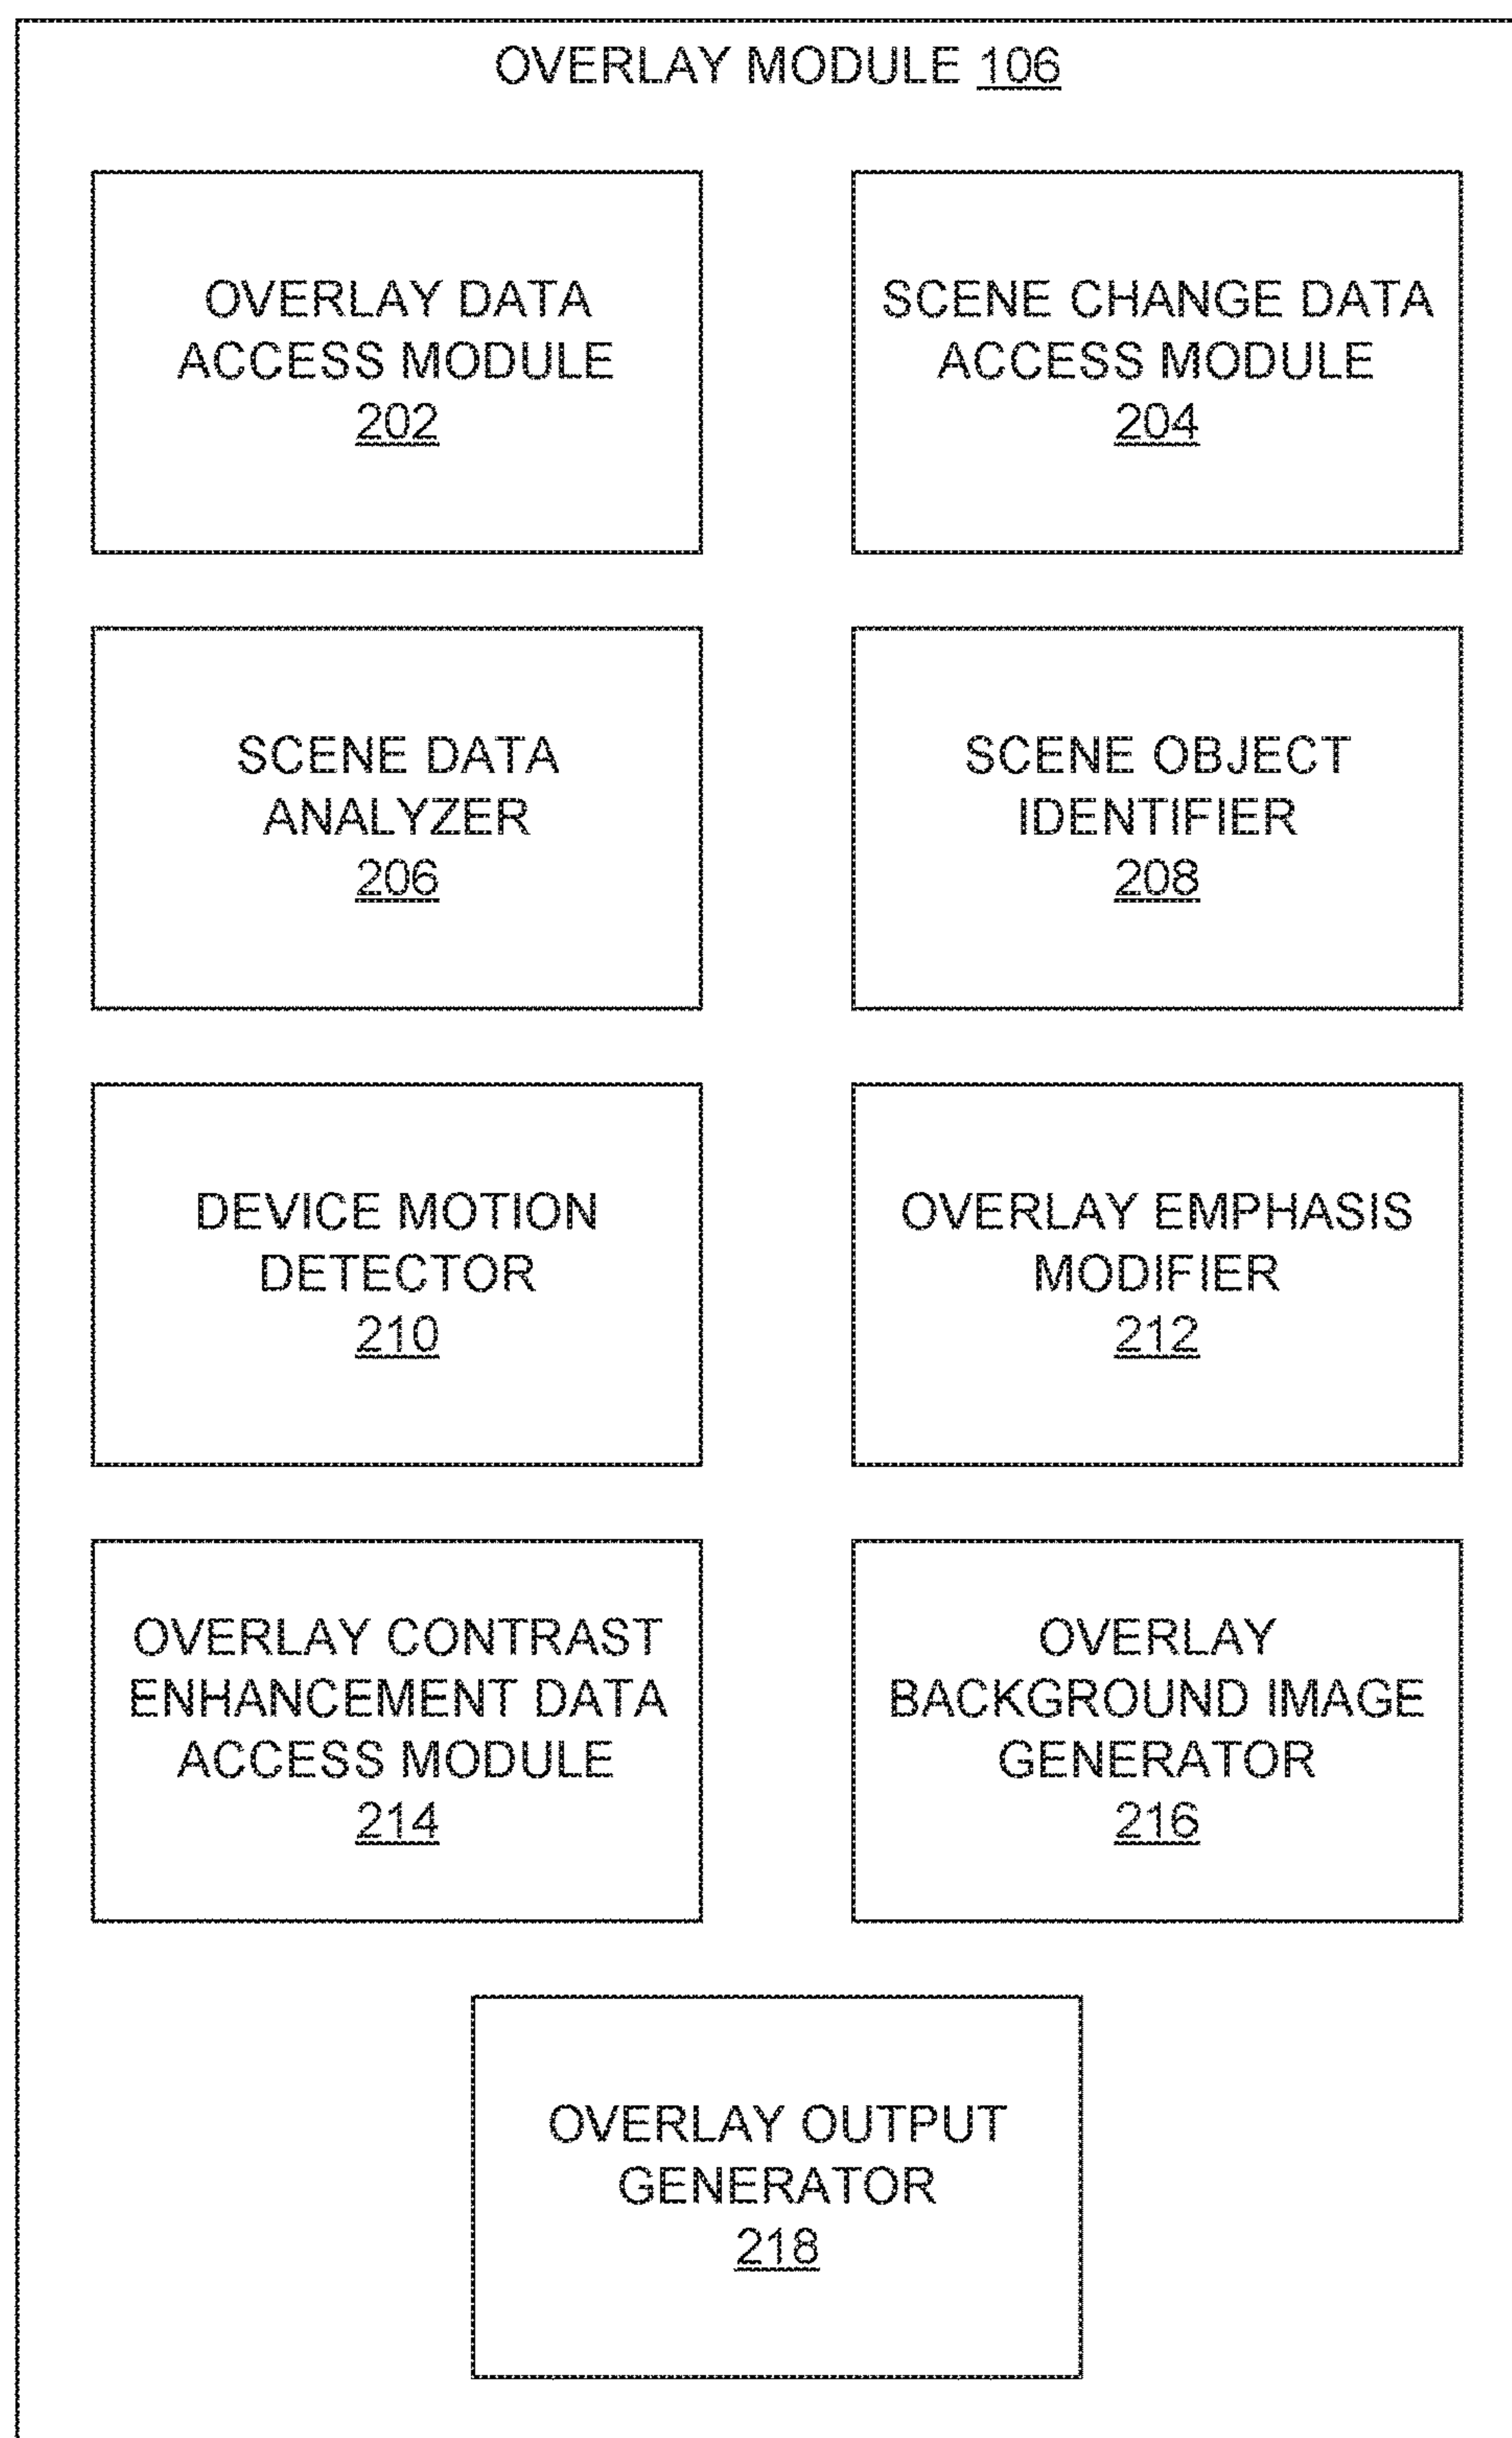 OVERLAY MODULE 106
OVERLAY DATA
ACCESS MODULE
202
SCENE CHANGE DATA
ACCESS MODULE
204
SCENE DATA
ANALYZER
206
SCENE OBJECT
IDENTIFIER
208
DEVICE MOTION
DETECTOR
210
OVERLAY EMPHASIS
MODIFIER
212
OVERLAY CONTRAST
ENHANCEMENT DATA
ACCESS MODULE
214
OVERLAY
BACKGROUND IMAGE
GENERATOR
216
OVERLAY OUTPUT
GENERATOR
218